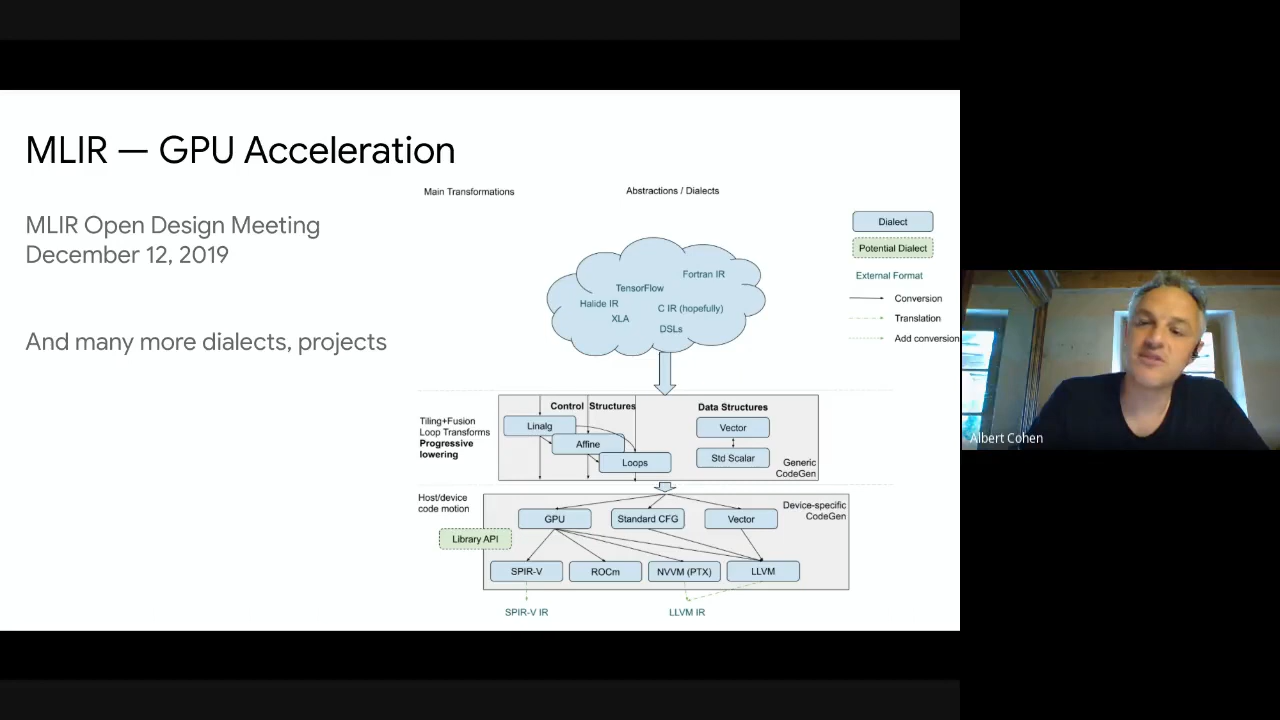 MLIR — GPU Acceleration
MLIR Open Design Meeting
December 12, 2019
And many more dialects, projects
Main Transformations
Abstractions / Dialects
Dialect
Potential Dialect
External Format
Conversion
Translation
Add conversion
Fortran IR
TensorFlow
Halide IR
C IR (hopefully)
XLA
DSLs
Tiling+Fusion
Loop Transforms
Progressive
lowering
Control Structures
Data Structures
Linalg
Affine
Loops
Vector
Std Scalar
Generic
CodeGen
Host/device
code motion
Device-specific
CodeGen
GPU
Standard CFG
Vector
Library API
SPIR-V
ROCm
NVVM (PTX)
LLVM
SPIR-V IR
LLVM IR
Albert Cohen